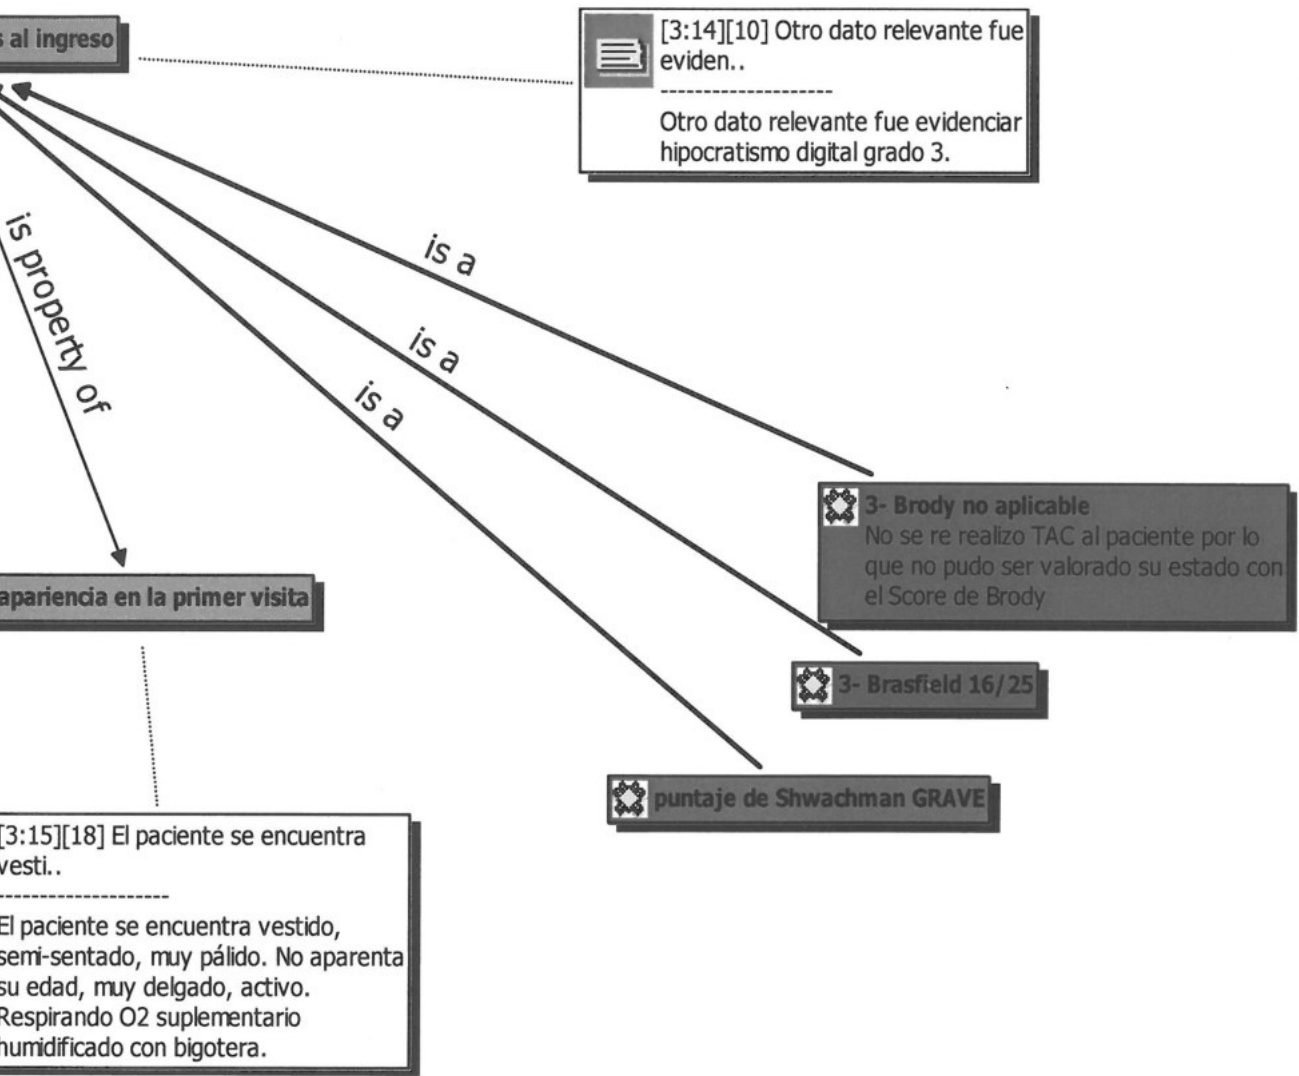 s al ingreso
[3:14][10] Otro dato relevante fue
eviden..
--------------------
Otro dato relevante fue evidenciar
hipocratismo digital grado 3.
is property of
is a
is a
is a
3- Brody no aplicable
No se re realizo TAC al paciente por lo
que no pudo ser valorado su estado con
el Score de Brody
apariencia en la primer visita
3- Brasfield 16/25
puntaje de Shwachman GRAVE
[3:15][18] El paciente se encuentra
vesti..
--------------------
El paciente se encuentra vestido,
semi-sentado, muy pálido. No aparenta
su edad, muy delgado, activo.
Respirando O2 suplementario
humidificado con bigotera.